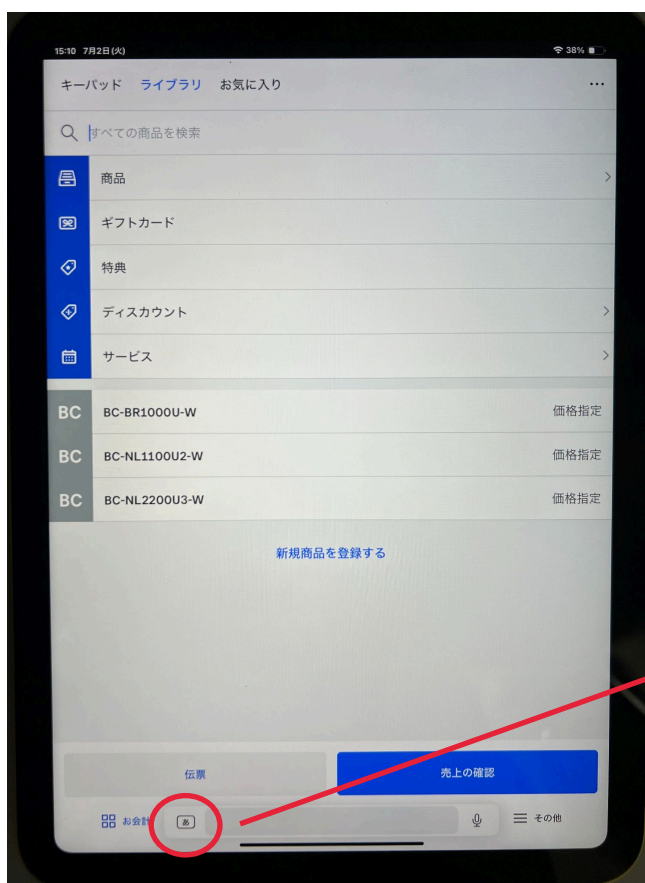 15:10 7月2日(火) 38%
キーパッド ライブラリ お気に入り ...
すべての商品を検索
商品
ギフトカード
特典
ディスカウント
サービス
BC BC-BR1000U-W 価格指定
BC BC-NL1100U2-W 価格指定
BC BC-NL2200U3-W 価格指定
新規商品を登録する
伝票 売上の確認
お会計 あ その他